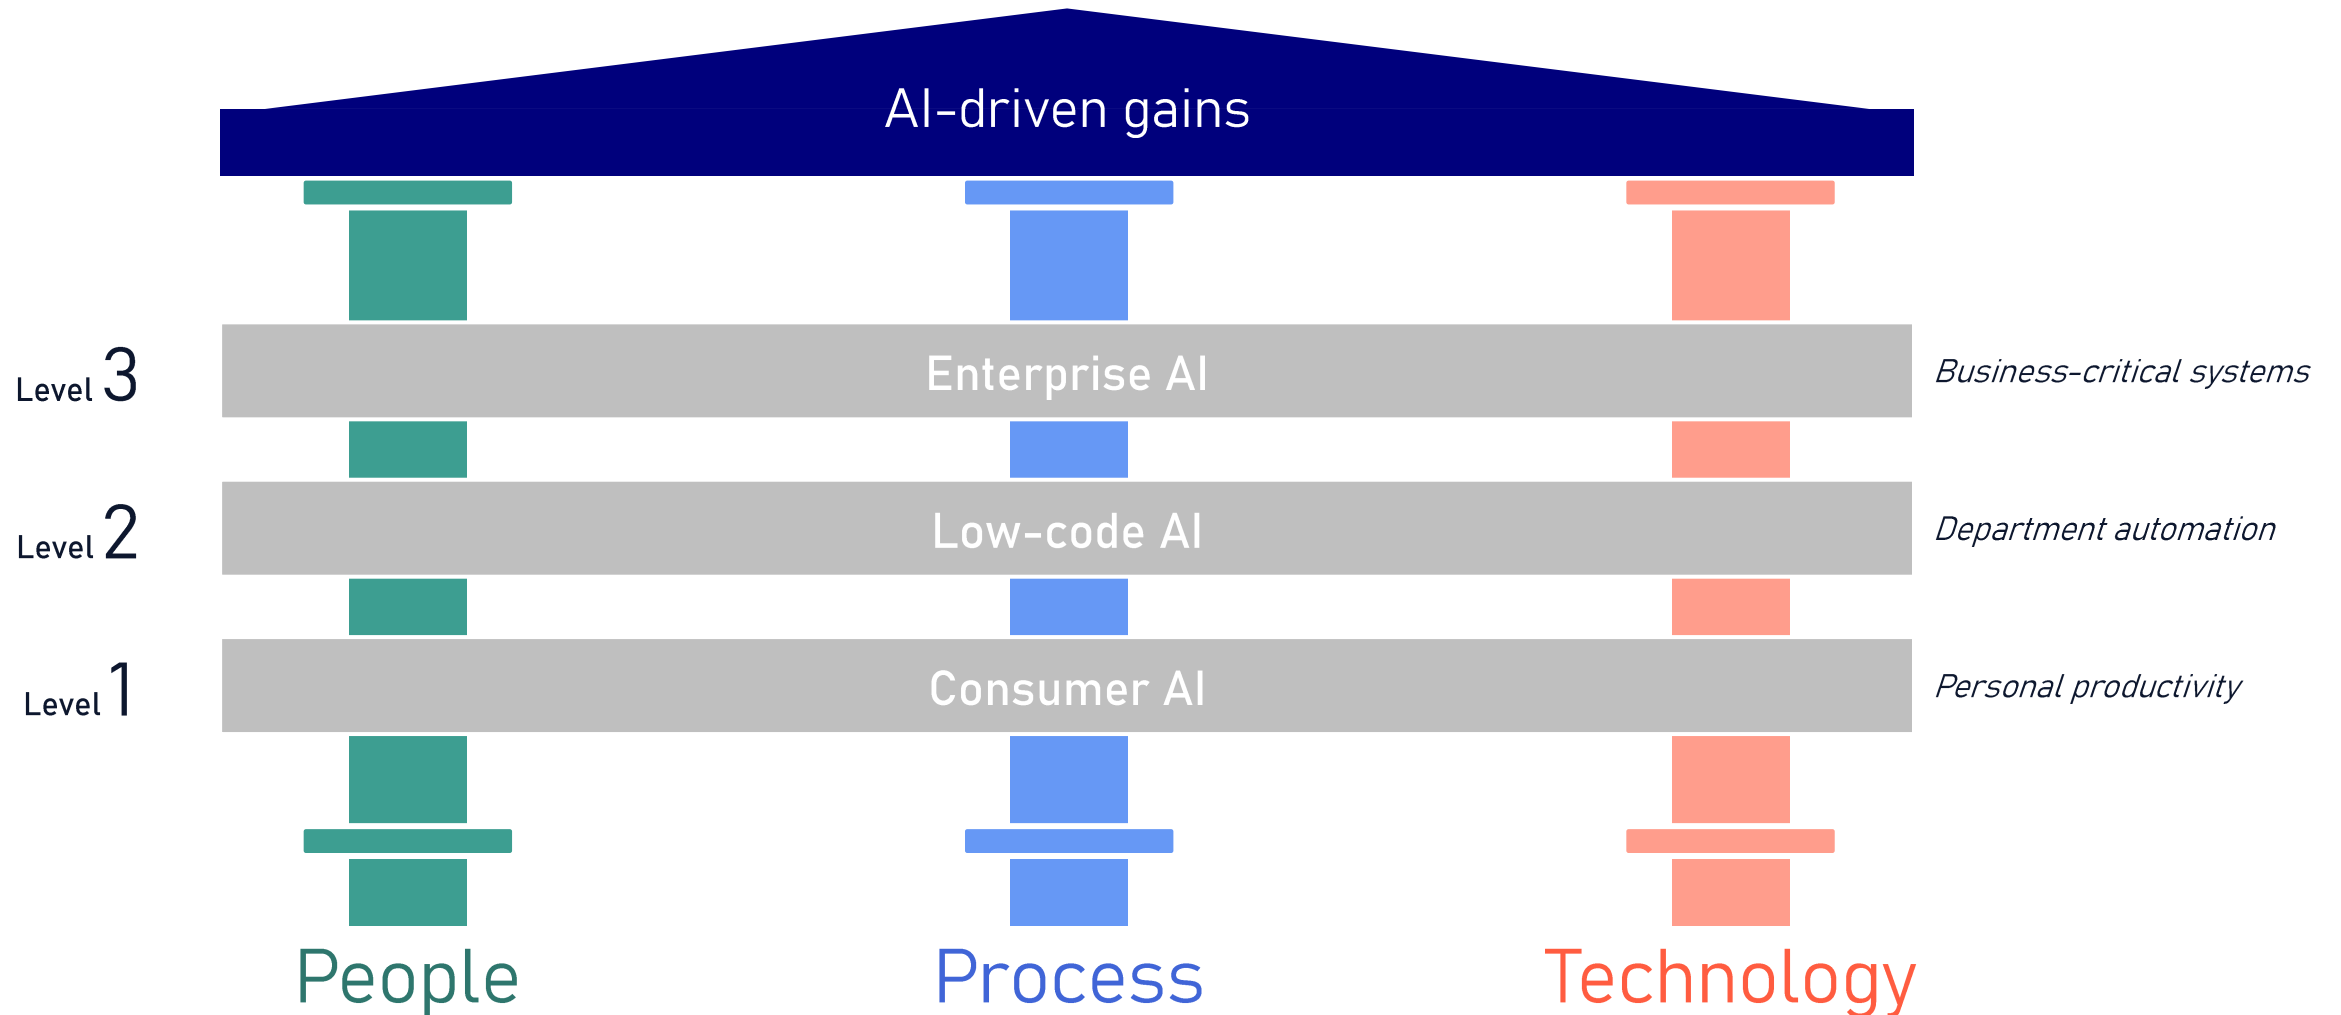 AI-driven gains
Level 3
Enterprise AI
Business-critical systems
Level 2
Low-code AI
Department automation
Level 1
Consumer AI
Personal productivity
People
Process
Technology